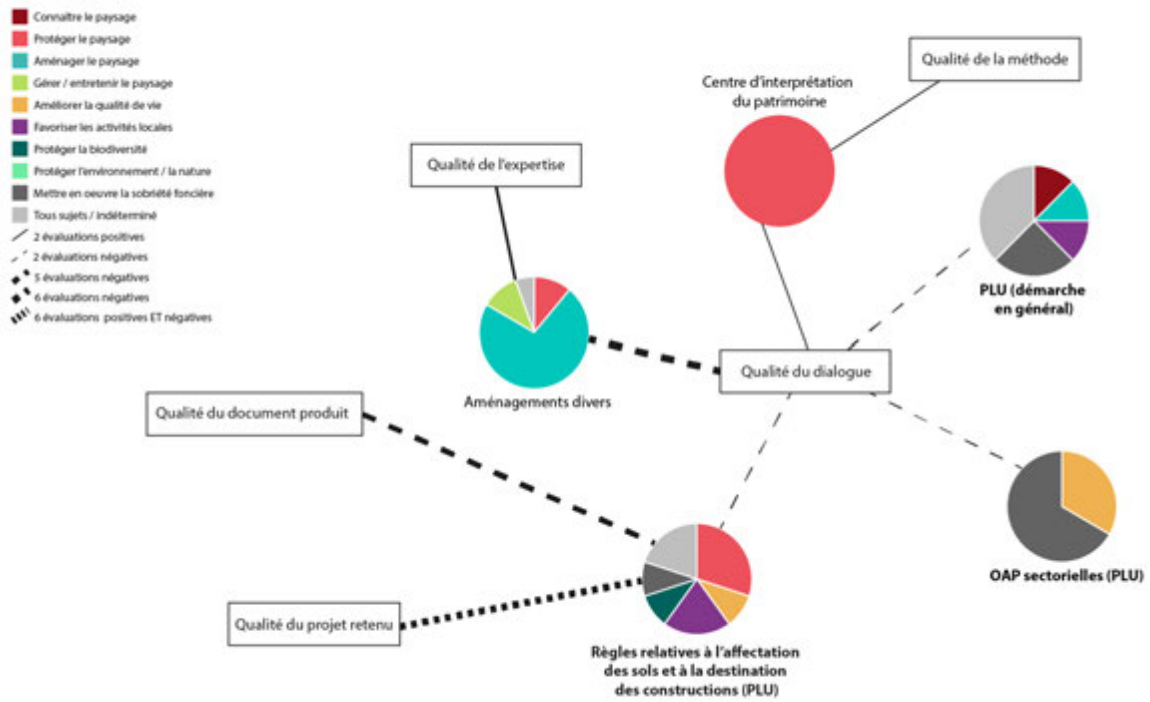 Connaître le paysage
Protéger le paysage
Aménager le paysage
Gérer / entretenir le paysage
Améliorer la qualité de vie
Favoriser les activités locales
Protéger la biodiversité
Protéger l'environnement / la nature
Mettre en oeuvre la sobriété foncière
Tous sujets / indéterminé
2 évaluations positives
2 évaluations négatives
5 évaluations négatives
6 évaluations négatives
6 évaluations positives ET négatives
Qualité de la méthode
Centre d'interprétation
du patrimoine
Qualité de l'expertise
PLU (démarche
en général)
Qualité du dialogue
Aménagements divers
Qualité du document produit
OAP sectorielles (PLU)
Qualité du projet retenu
Règles relatives à l'affectation
des sols et à la destination
des constructions (PLU)